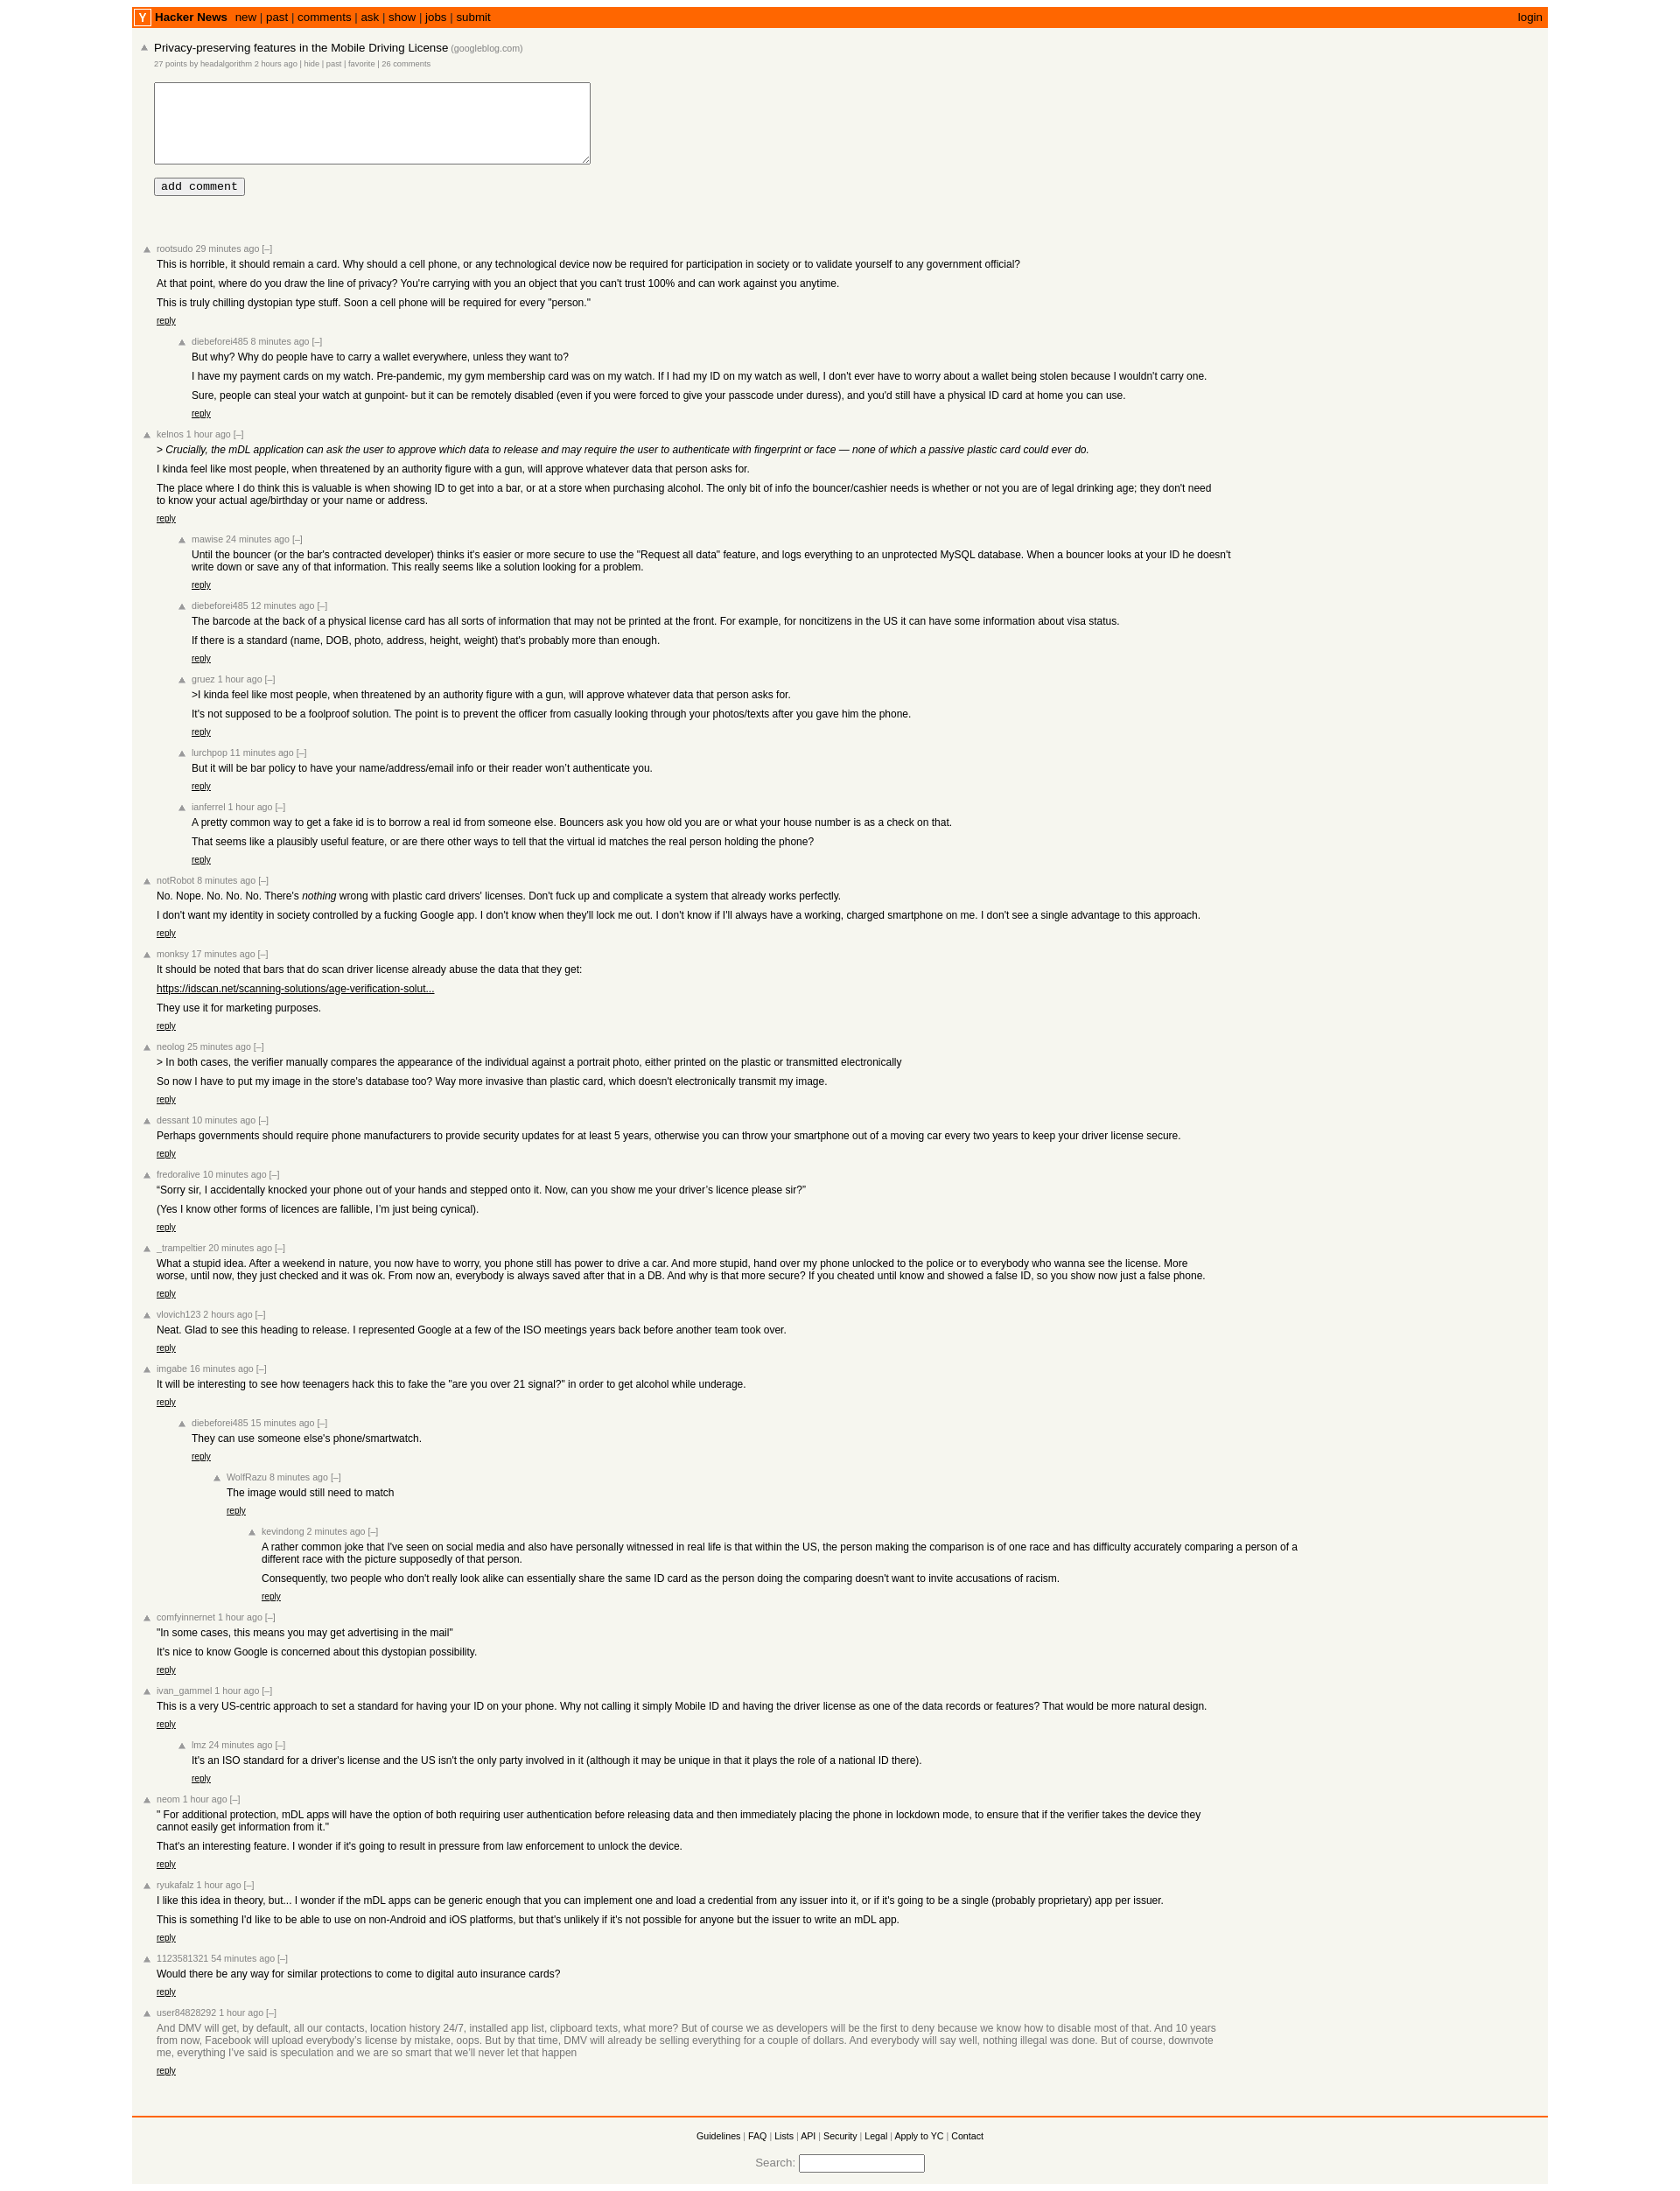 Y Hacker News new | past | comments | ask | show | jobs | submit login
Privacy-preserving features in the Mobile Driving License (googleblog.com)
27 points by headalgorithm 2 hours ago | hide | past | favorite | 26 comments
add comment
rootsudo 29 minutes ago [–]
This is horrible, it should remain a card. Why should a cell phone, or any technological device now be required for participation in society or to validate yourself to any government official?
At that point, where do you draw the line of privacy? You're carrying with you an object that you can't trust 100% and can work against you anytime.
This is truly chilling dystopian type stuff. Soon a cell phone will be required for every "person."
reply
diebeforei485 8 minutes ago [–]
But why? Why do people have to carry a wallet everywhere, unless they want to?
I have my payment cards on my watch. Pre-pandemic, my gym membership card was on my watch. If I had my ID on my watch as well, I don't ever have to worry about a wallet being stolen because I wouldn't carry one.
Sure, people can steal your watch at gunpoint- but it can be remotely disabled (even if you were forced to give your passcode under duress), and you'd still have a physical ID card at home you can use.
reply
kelnos 1 hour ago [–]
> Crucially, the mDL application can ask the user to approve which data to release and may require the user to authenticate with fingerprint or face — none of which a passive plastic card could ever do.
I kinda feel like most people, when threatened by an authority figure with a gun, will approve whatever data that person asks for.
The place where I do think this is valuable is when showing ID to get into a bar, or at a store when purchasing alcohol. The only bit of info the bouncer/cashier needs is whether or not you are of legal drinking age; they don't need
to know your actual age/birthday or your name or address.
reply
mawise 24 minutes ago [–]
Until the bouncer (or the bar's contracted developer) thinks it's easier or more secure to use the "Request all data" feature, and logs everything to an unprotected MySQL database. When a bouncer looks at your ID he doesn't
write down or save any of that information. This really seems like a solution looking for a problem.
reply
diebeforei485 12 minutes ago [–]
The barcode at the back of a physical license card has all sorts of information that may not be printed at the front. For example, for noncitizens in the US it can have some information about visa status.
If there is a standard (name, DOB, photo, address, height, weight) that's probably more than enough.
reply
gruez 1 hour ago [–]
>I kinda feel like most people, when threatened by an authority figure with a gun, will approve whatever data that person asks for.
It's not supposed to be a foolproof solution. The point is to prevent the officer from casually looking through your photos/texts after you gave him the phone.
reply
lurchpop 11 minutes ago [–]
But it will be bar policy to have your name/address/email info or their reader won’t authenticate you.
reply
ianferrel 1 hour ago [–]
A pretty common way to get a fake id is to borrow a real id from someone else. Bouncers ask you how old you are or what your house number is as a check on that.
That seems like a plausibly useful feature, or are there other ways to tell that the virtual id matches the real person holding the phone?
reply
notRobot 8 minutes ago [–]
No. Nope. No. No. No. There's nothing wrong with plastic card drivers' licenses. Don't fuck up and complicate a system that already works perfectly.
I don't want my identity in society controlled by a fucking Google app. I don't know when they'll lock me out. I don't know if I'll always have a working, charged smartphone on me. I don't see a single advantage to this approach.
reply
monksy 17 minutes ago [–]
It should be noted that bars that do scan driver license already abuse the data that they get:
https://idscan.net/scanning-solutions/age-verification-solut...
They use it for marketing purposes.
reply
neolog 25 minutes ago [–]
> In both cases, the verifier manually compares the appearance of the individual against a portrait photo, either printed on the plastic or transmitted electronically
So now I have to put my image in the store's database too? Way more invasive than plastic card, which doesn't electronically transmit my image.
reply
dessant 10 minutes ago [–]
Perhaps governments should require phone manufacturers to provide security updates for at least 5 years, otherwise you can throw your smartphone out of a moving car every two years to keep your driver license secure.
reply
fredoralive 10 minutes ago [–]
“Sorry sir, I accidentally knocked your phone out of your hands and stepped onto it. Now, can you show me your driver’s licence please sir?”
(Yes I know other forms of licences are fallible, I’m just being cynical).
reply
_trampeltier 20 minutes ago [–]
What a stupid idea. After a weekend in nature, you now have to worry, you phone still has power to drive a car. And more stupid, hand over my phone unlocked to the police or to everybody who wanna see the license. More
worse, until now, they just checked and it was ok. From now an, everybody is always saved after that in a DB. And why is that more secure? If you cheated until know and showed a false ID, so you show now just a false phone.
reply
vlovich123 2 hours ago [–]
Neat. Glad to see this heading to release. I represented Google at a few of the ISO meetings years back before another team took over.
reply
imgabe 16 minutes ago [–]
It will be interesting to see how teenagers hack this to fake the "are you over 21 signal?" in order to get alcohol while underage.
reply
diebeforei485 15 minutes ago [–]
They can use someone else's phone/smartwatch.
reply
WolfRazu 8 minutes ago [–]
The image would still need to match
reply
kevindong 2 minutes ago [–]
A rather common joke that I've seen on social media and also have personally witnessed in real life is that within the US, the person making the comparison is of one race and has difficulty accurately comparing a person of a
different race with the picture supposedly of that person.
Consequently, two people who don't really look alike can essentially share the same ID card as the person doing the comparing doesn't want to invite accusations of racism.
reply
comfyinnernet 1 hour ago [–]
"In some cases, this means you may get advertising in the mail"
It's nice to know Google is concerned about this dystopian possibility.
reply
ivan_gammel 1 hour ago [–]
This is a very US-centric approach to set a standard for having your ID on your phone. Why not calling it simply Mobile ID and having the driver license as one of the data records or features? That would be more natural design.
reply
lmz 24 minutes ago [–]
It's an ISO standard for a driver's license and the US isn't the only party involved in it (although it may be unique in that it plays the role of a national ID there).
reply
neom 1 hour ago [–]
" For additional protection, mDL apps will have the option of both requiring user authentication before releasing data and then immediately placing the phone in lockdown mode, to ensure that if the verifier takes the device they
cannot easily get information from it."
That's an interesting feature. I wonder if it's going to result in pressure from law enforcement to unlock the device.
reply
ryukafalz 1 hour ago [–]
I like this idea in theory, but... I wonder if the mDL apps can be generic enough that you can implement one and load a credential from any issuer into it, or if it's going to be a single (probably proprietary) app per issuer.
This is something I'd like to be able to use on non-Android and iOS platforms, but that's unlikely if it's not possible for anyone but the issuer to write an mDL app.
reply
1123581321 54 minutes ago [–]
Would there be any way for similar protections to come to digital auto insurance cards?
reply
user84828292 1 hour ago [–]
And DMV will get, by default, all our contacts, location history 24/7, installed app list, clipboard texts, what more? But of course we as developers will be the first to deny because we know how to disable most of that. And 10 years
from now, Facebook will upload everybody’s license by mistake, oops. But by that time, DMV will already be selling everything for a couple of dollars. And everybody will say well, nothing illegal was done. But of course, downvote
me, everything I’ve said is speculation and we are so smart that we’ll never let that happen
reply
Guidelines | FAQ | Lists | API | Security | Legal | Apply to YC | Contact
Search: